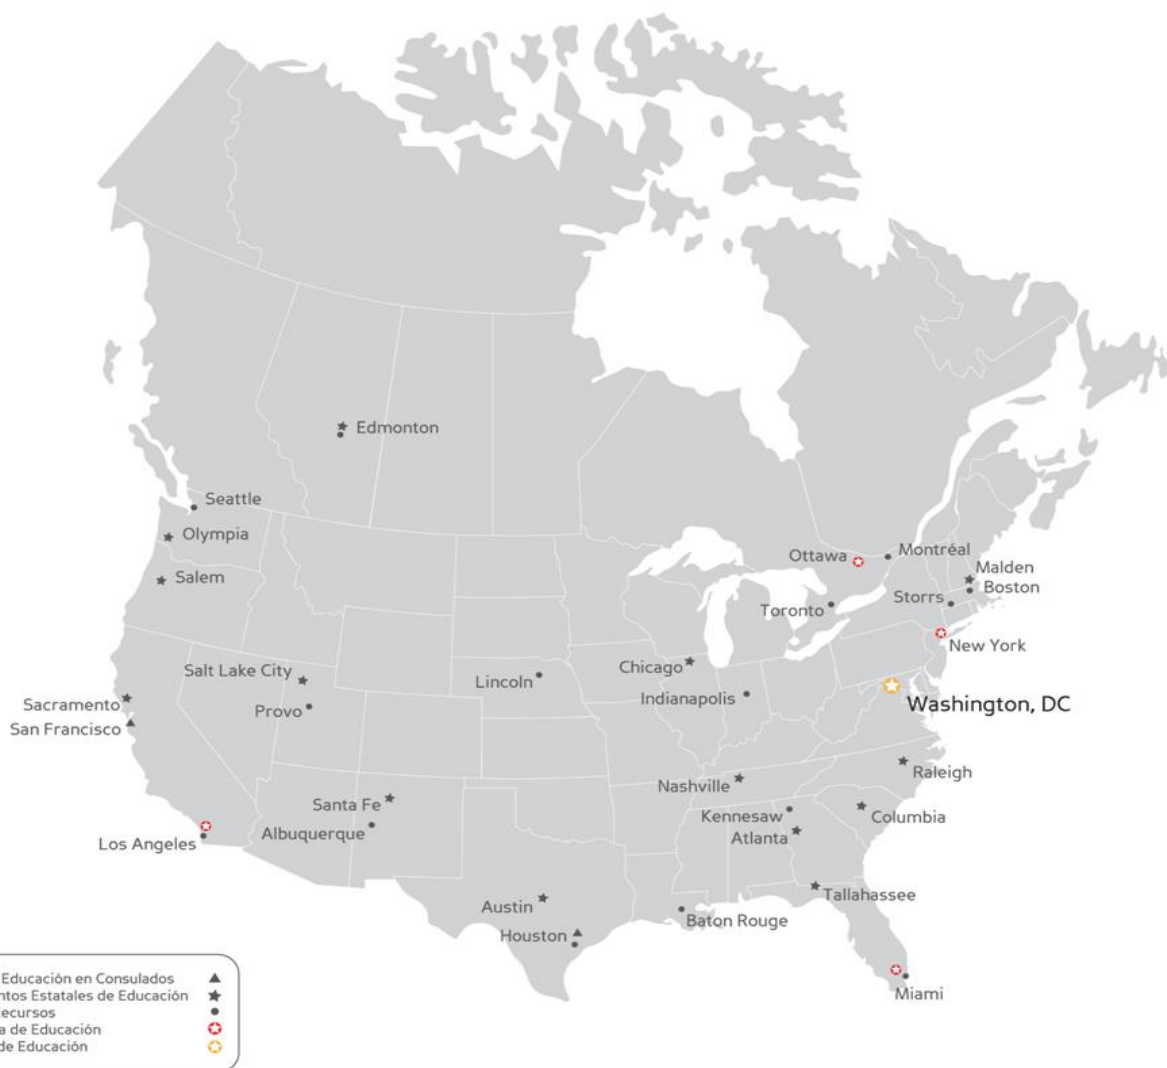 Edmonton
Seattle
Olympia
Salem
Ottawa
Montréal
Malden
Boston
Storrs
Toronto
New York
Chicago
Salt Lake City
Lincoln
Indianapolis
Provo
Sacramento
San Francisco
Washington, DC
Raleigh
Nashville
Santa Fe
Kennesaw
Columbia
Albuquerque
Atlanta
Los Angeles
Tallahassee
Austin
Baton Rouge
Houston
Miami
Educación en Consulados
Estatales de Educación
de Educación
de Educación